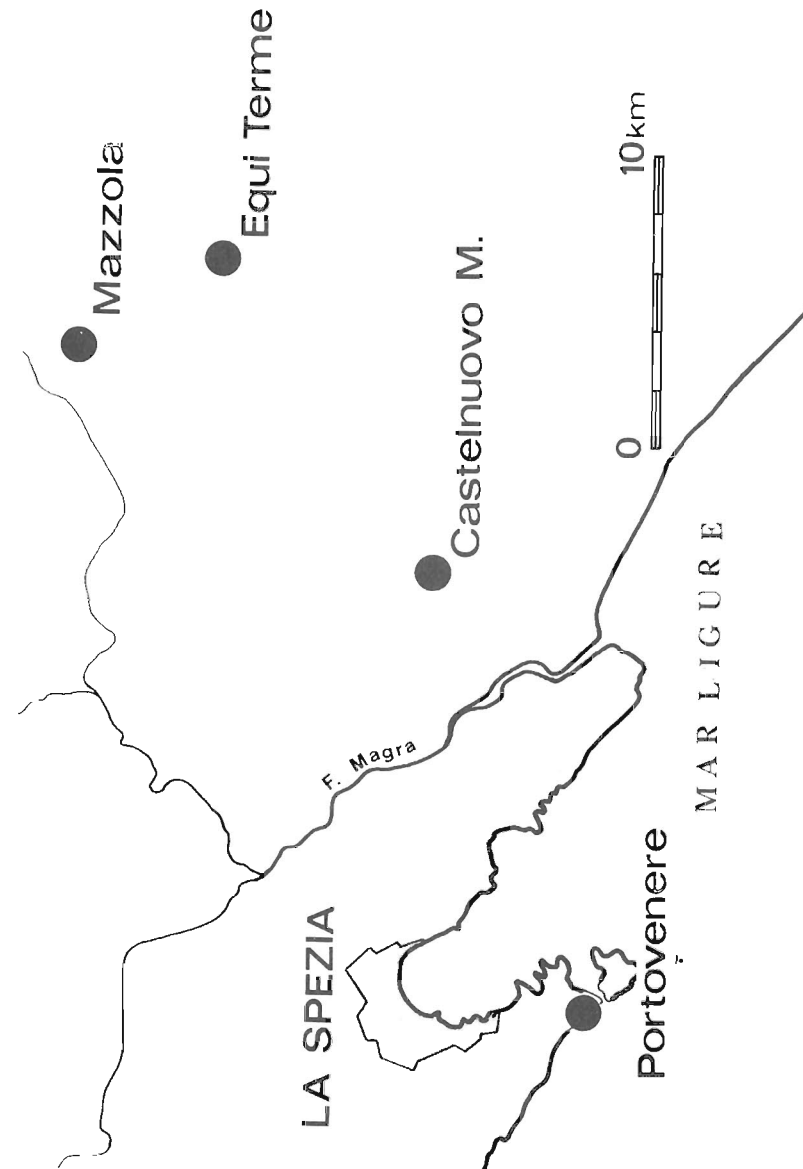 Mazzola
Equi Terme
Castelnuovo M.
F. Magra
LA SPEZIA
Portovenere
MAR LIGURE
0
10km